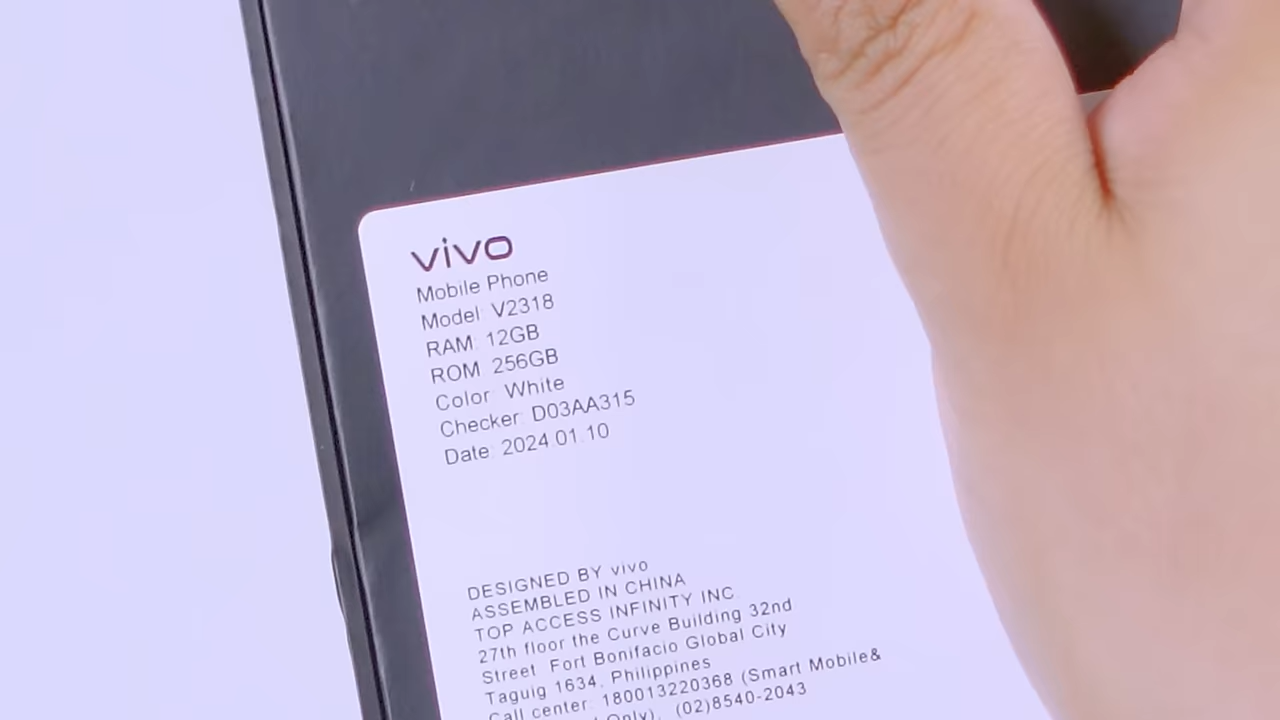 vivo
Mobile Phone
Model: V2318
RAM: 12GB
ROM: 256GB
Color: White
Checker: D03AA315
Date: 2024.01.10
DESIGNED BY vivo
ASSEMBLED IN CHINA
TOP ACCESS INFINITY INC
27th floor the Curve Building 32nd
Street, Fort Bonifacio Global City
Taguig 1634, Philippines
Call center: 180013220368 (Smart Mobile&
Only), (02)8540-2043